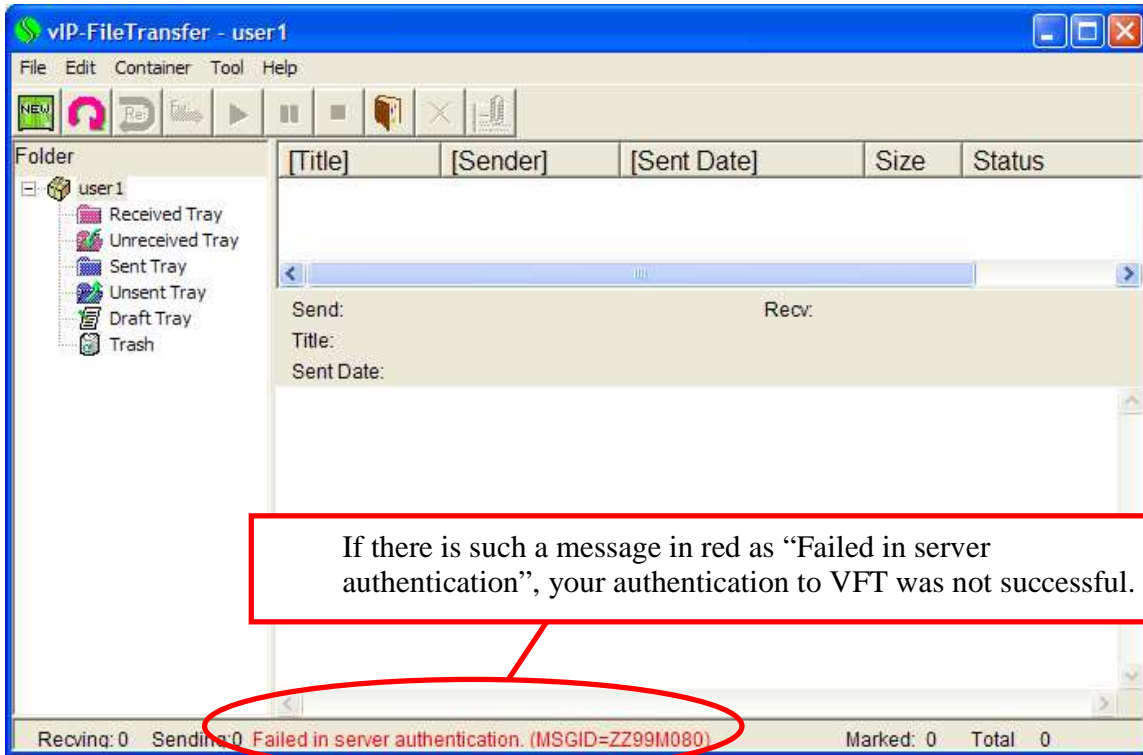 vIP-FileTransfer - user1
File Edit Container Tool Help
NEW Re:
Folder
[Title] [Sender] [Sent Date] Size Status
user1
Received Tray
Unreceived Tray
Sent Tray
Unsent Tray
Draft Tray
Trash
Send: Recv:
Title:
Sent Date:
If there is such a message in red as “Failed in server
authentication”, your authentication to VFT was not successful.
Recving: 0 Sending:0 Failed in server authentication. (MSGID=ZZ99M080) Marked: 0 Total 0